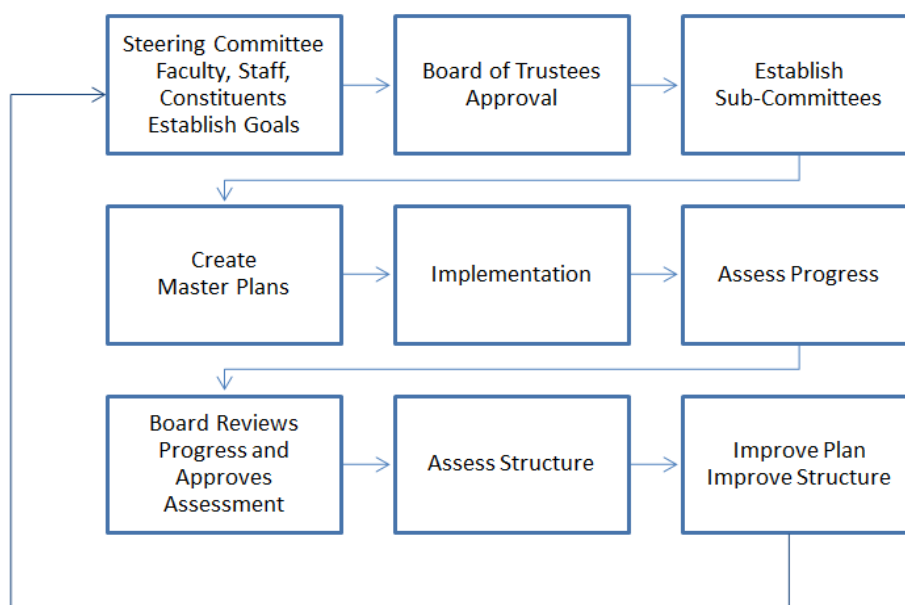 Steering Committee
Faculty, Staff,
Constituents
Establish Goals
Board of Trustees
Approval
Establish
Sub-Committees
Create
Master Plans
Implementation
Assess Progress
Board Reviews
Progress and
Approves
Assessment
Assess Structure
Improve Plan
Improve Structure